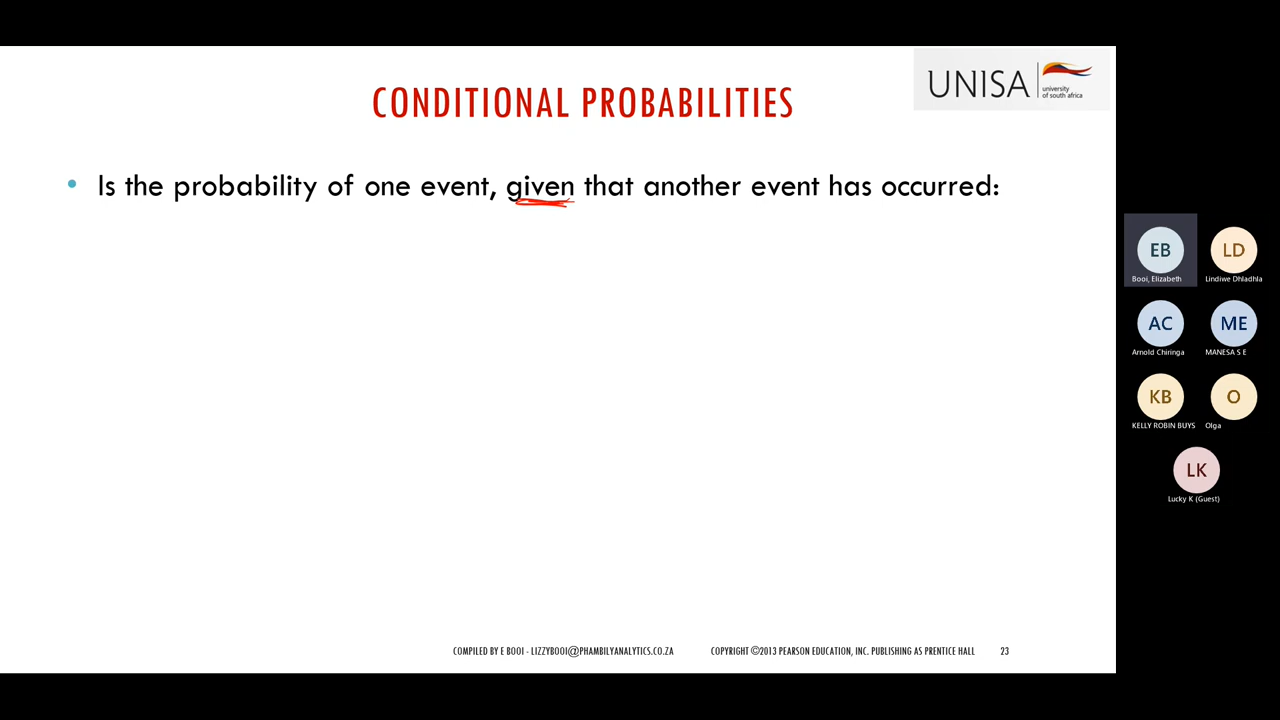 UNISA
university
of south africa
CONDITIONAL PROBABILITIES
• Is the probability of one event, given that another event has occurred:
EB
LD
Booi, Elizabeth
Lindiwe Dhladhla
AC
ME
Arnold Chiringa
MANESA S E
KB
O
KELLY ROBIN BUYS
Olga
LK
Lucky K (Guest)
COMPILED BY E BOOI - LIZZYBOOI@PHAMBILYANALYTICS.CO.ZA
COPYRIGHT ©2013 PEARSON EDUCATION, INC. PUBLISHING AS PRENTICE HALL
23